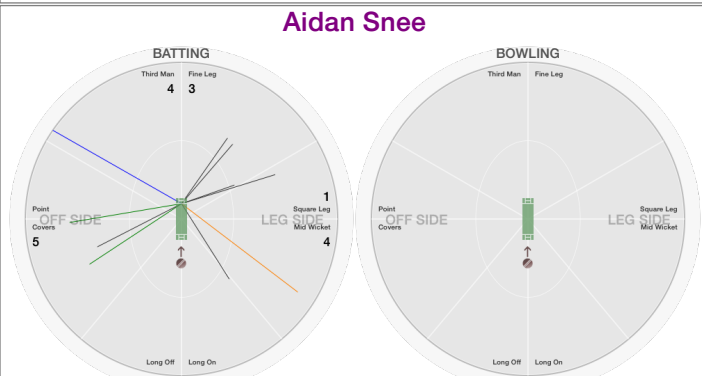 Aidan Snee
BATTING
Third Man
Fine Leg
4
3
Point
OFF SIDE
Covers
5
1
Square Leg
LEG SIDE
Mid Wicket
4
Long Off
Long On
BOWLING
Third Man
Fine Leg
Point
OFF SIDE
Covers
Square Leg
LEG SIDE
Mid Wicket
Long Off
Long On